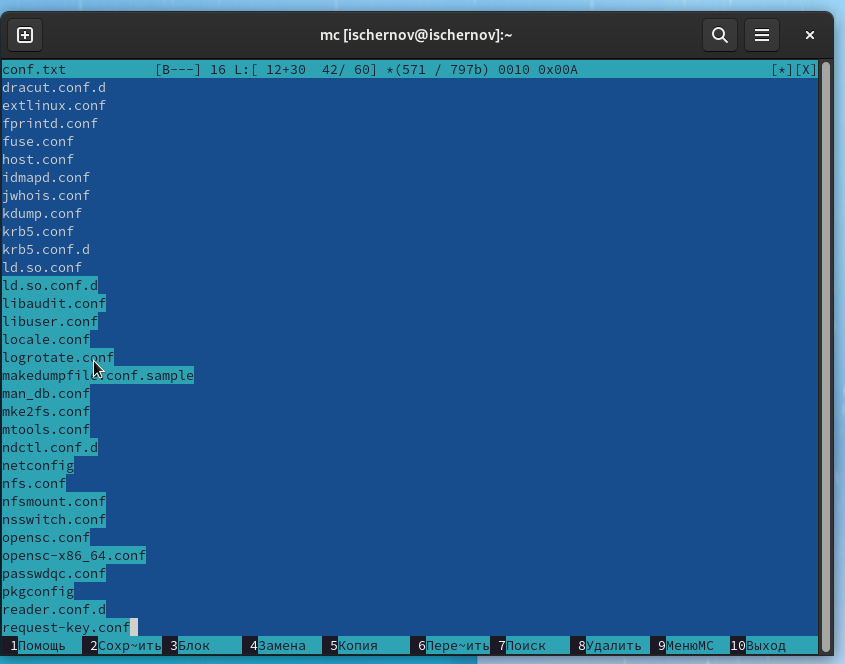 mc [ischernov@ischernov]:~
conf.txt [B---] 16 L:[ 12+30 42/ 60] *(571 / 797b) 0010 0x00A [*][X]
dracut.conf.d
extlinux.conf
fprintd.conf
fuse.conf
host.conf
idmapd.conf
jwhois.conf
kdump.conf
krb5.conf
krb5.conf.d
ld.so.conf
ld.so.conf.d
libaudit.conf
libuser.conf
locale.conf
logrotate.conf
makedumpfile.conf.sample
man_db.conf
mke2fs.conf
mtools.conf
ndctl.conf.d
netconfig
nfs.conf
nfsmount.conf
nsswitch.conf
opensc.conf
opensc-x86_64.conf
passwdqc.conf
pkgconfig
reader.conf.d
request-key.conf
1Помощь 2Сохр~ить 3Блок 4Замена 5Копия 6Пере~ить 7Поиск 8Удалить 9МенюMC 10Выход